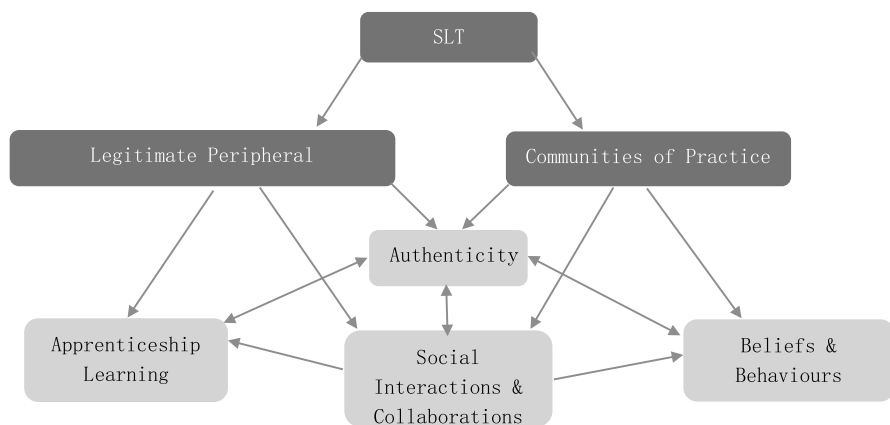 SLT
Legitimate Peripheral
Communities of Practice
Authenticity
Apprenticeship
Learning
Social
Interactions &
Collaborations
Beliefs &
Behaviours